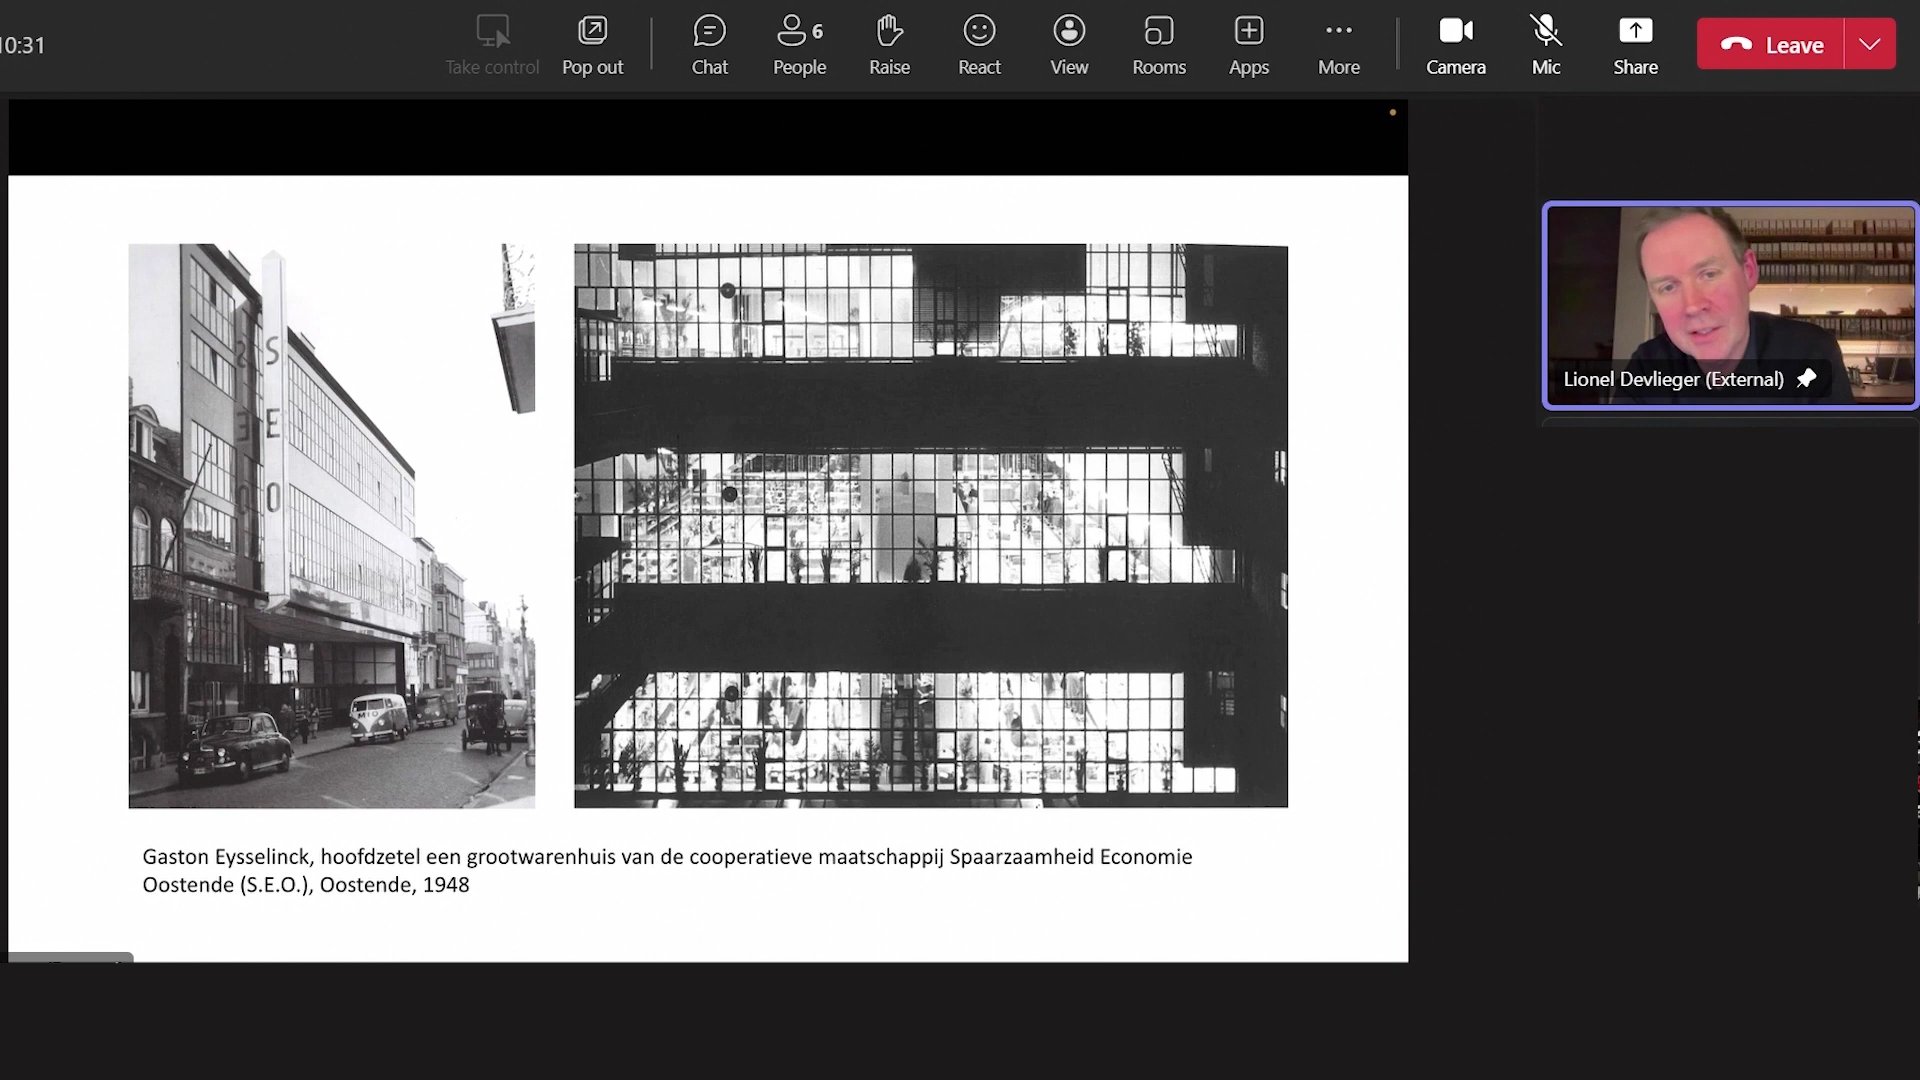 10:31
Take control
Pop out
Chat
People
6
Raise
React
View
Rooms
Apps
More
Camera
Mic
Share
Leave
S
E
O
MIO
Lionel Devlieger (External)
Gaston Eysselinck, hoofdzetel een grootwarenhuis van de cooperatieve maatschappij Spaarzaamheid Economie
Oostende (S.E.O.), Oostende, 1948